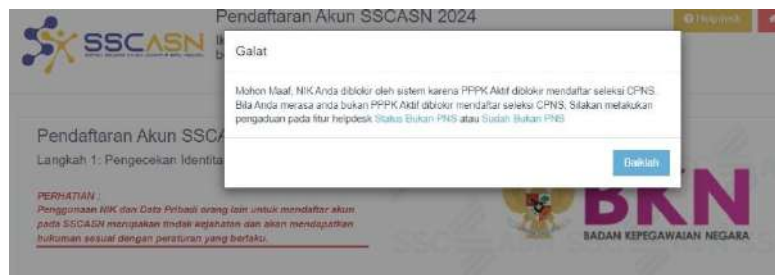 Pendaftaran Akun SSCASN 2024
Helpdesk
SSCASN
Galat
Mohon Maaf, NIK Anda diblokir oleh sistem karena PPPK Aktif diblokir mendaftar seleksi CPNS.
Bila Anda merasa anda bukan PPPK Aktif diblokir mendaftar seleksi CPNS, Silakan melakukan
pengaduan pada fitur helpdesk Status Bukan PNS atau Sudah Bukan PNS
Baiklah
Pendaftaran Akun SSCA
Langkah 1: Pengecekan Identita
PERHATIAN :
Penggunaan NIK dan Data Pribadi orang lain untuk mendaftar akun
pada SSCASN merupakan tindak kejahatan dan akan mendapatkan
hukuman sesuai dengan peraturan yang berlaku.
BKN
BADAN KEPEGAWAIAN NEGARA